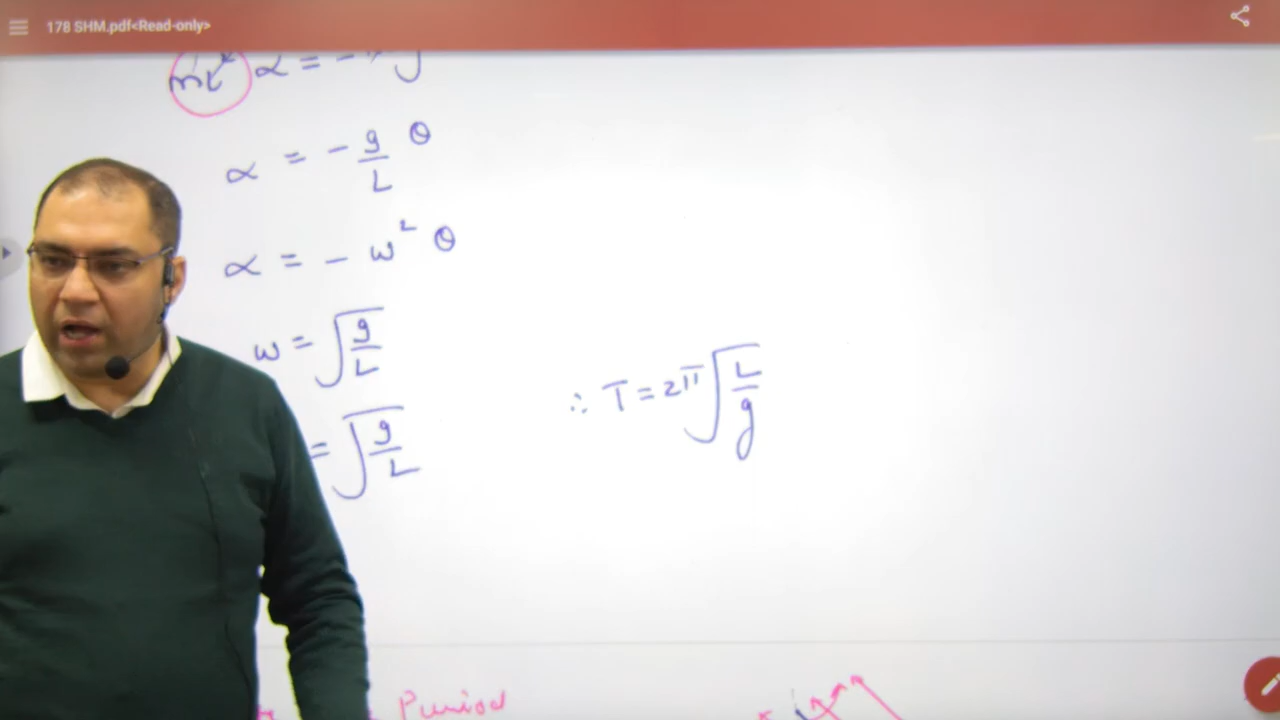 178 SHM.pdf<Read-only>
α = -
α = - g/L θ
α = - ω² θ
ω = √(g/L)
= √(g/L)
∴ T = 2π √(L/g)
Period